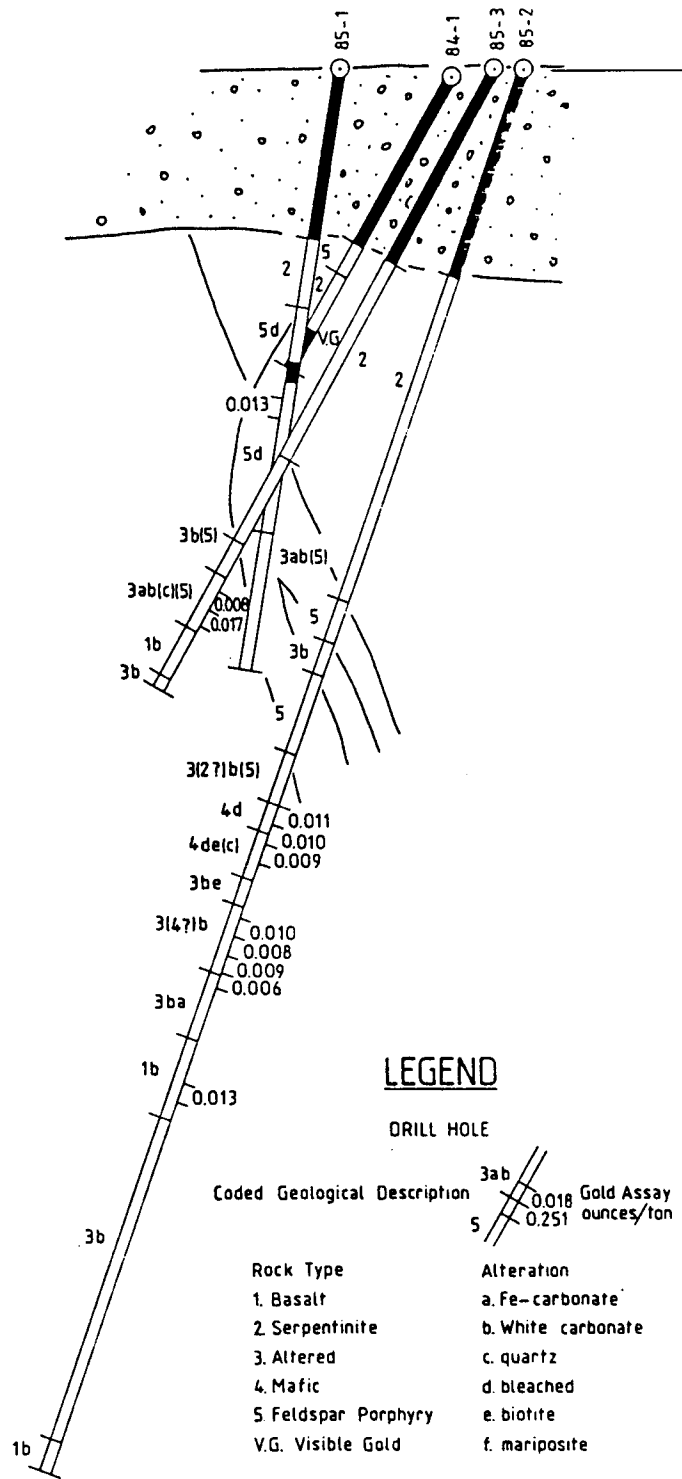 85-1
84-1
85-3
85-2
5
2
2
5d
V.G
2
2
0.013
5d
3b(5)
3ab(5)
3ab(c)(5)
0.008
0.017
5
1b
3b
3b
5
3(2?)b(5)
4d
0.011
4de(c)
0.010
0.009
3be
3(4?)b
0.010
0.008
0.009
0.006
3ba
1b
0.013
3b
1b
LEGEND
DRILL HOLE
3ab
Coded Geological Description
0.018 Gold Assay
5
0.251 ounces/ton
Rock Type Alteration
1. Basalt a. Fe-carbonate
2. Serpentinite b. White carbonate
3. Altered c. quartz
4. Mafic d. bleached
5. Feldspar Porphyry e. biotite
V.G. Visible Gold f. mariposite